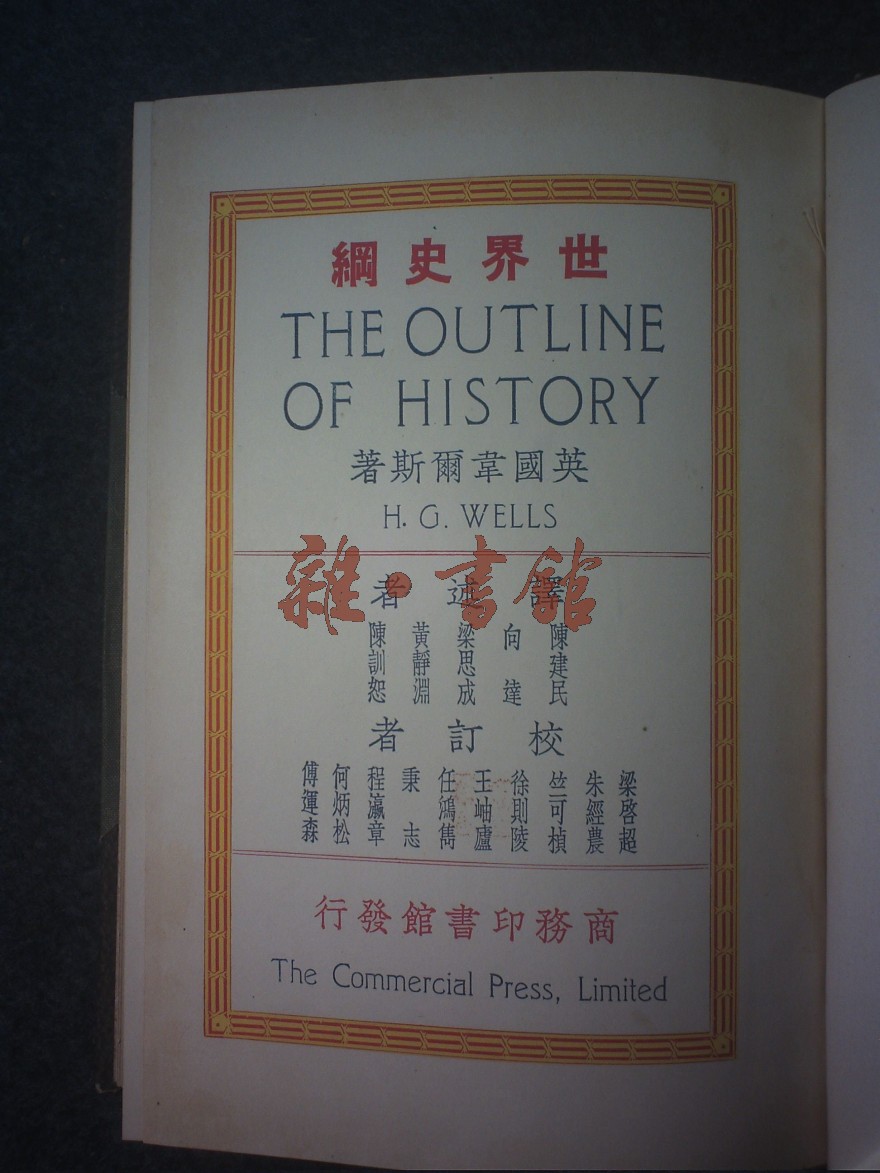 世界史綱
THE OUTLINE
OF HISTORY
英國韋爾斯著
H. G. WELLS
譯述者
陳建民
向達
梁思成
黃靜淵
陳訓恕
校訂者
梁啓超
朱經農
竺可楨
徐則陵
王岫廬
任鴻雋
秉志
程瀛章
何炳松
傅運森
商務印書館發行
The Commercial Press, Limited
雜·書館